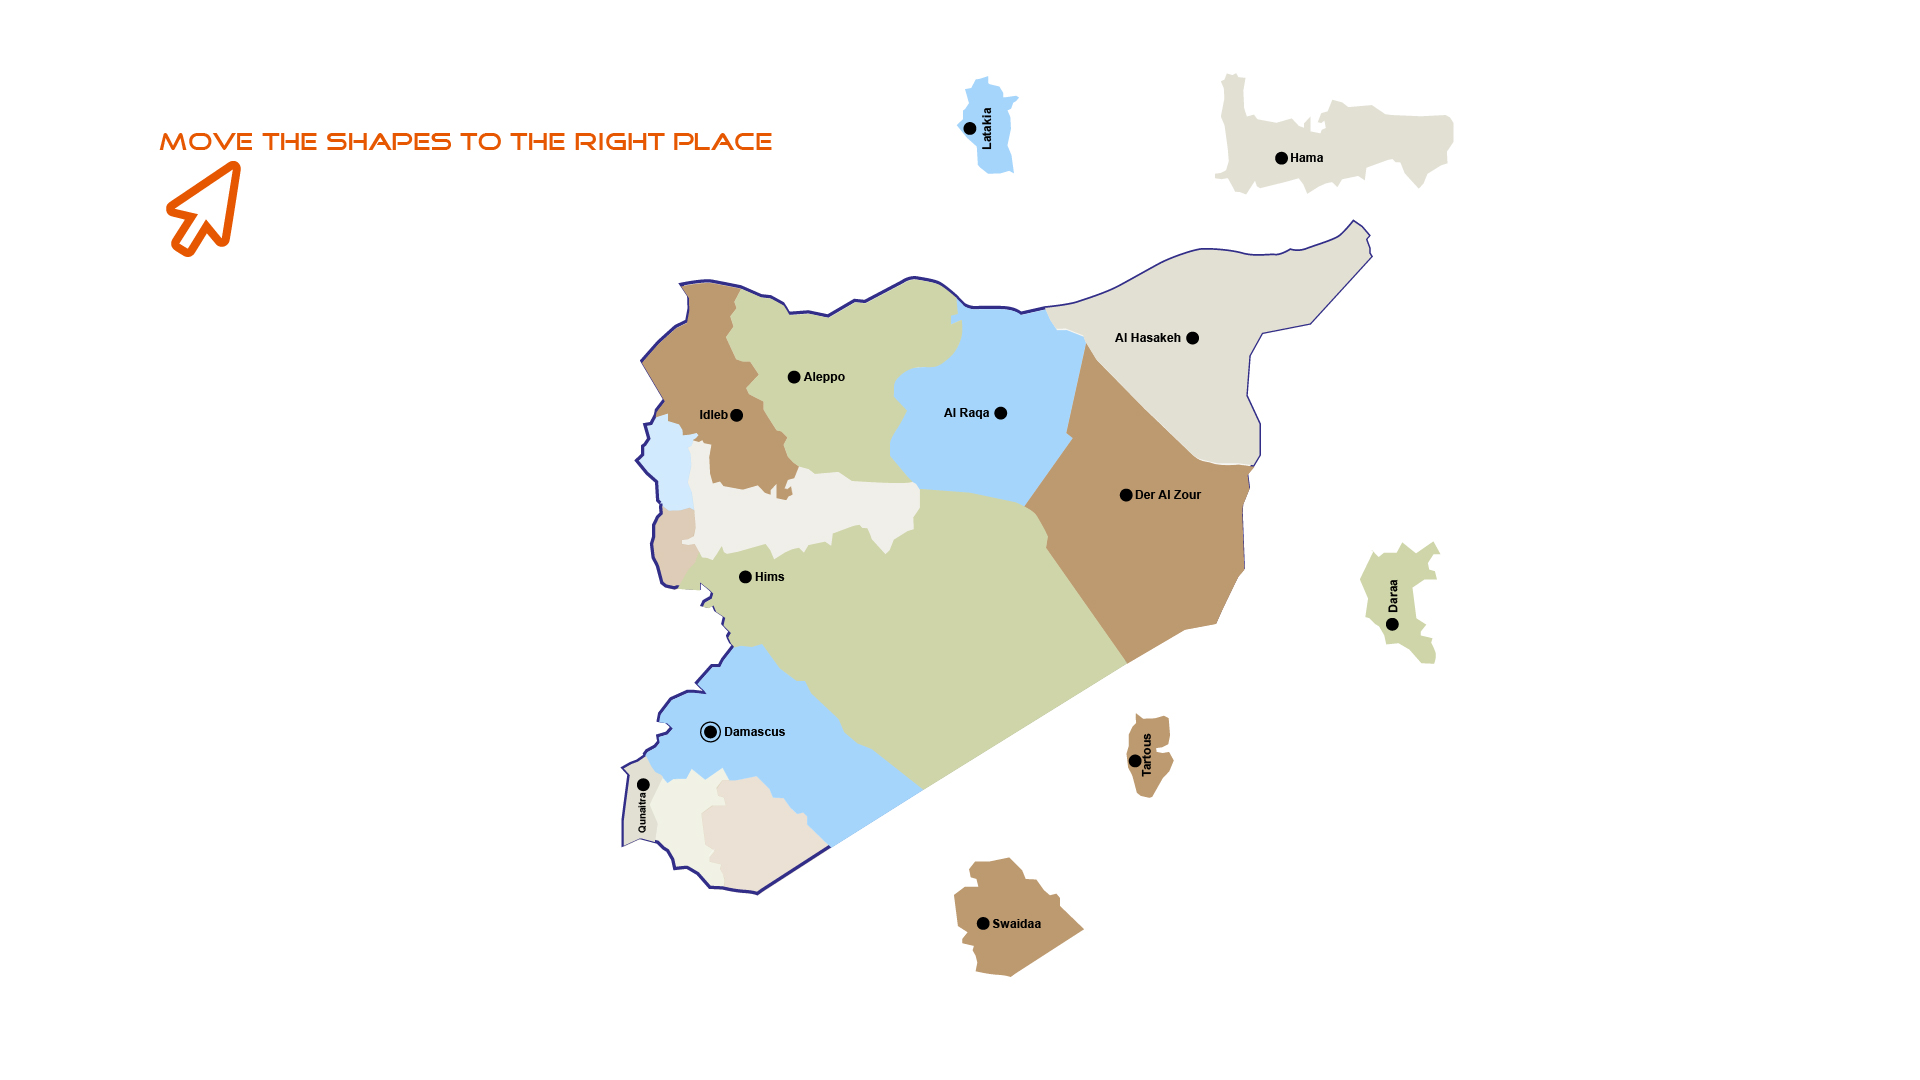 MOVE THE SHAPES TO THE RIGHT PLACE
Latakia
Hama
Al Hasakeh
Aleppo
Idleb
Al Raqa
Der Al Zour
Hims
Daraa
Damascus
Tartous
Qunaitra
Swaidaa